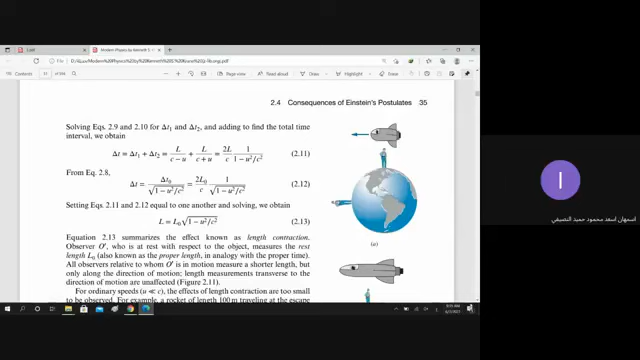 Modern Physics by Kenneth S
Contents
Page view
Read aloud
Draw
Highlight
Erase
2.4 Consequences of Einstein's Postulates 35
Solving Eqs. 2.9 and 2.10 for Δt₁ and Δt₂, and adding to find the total time
interval, we obtain
Δt = Δt₁ + Δt₂ = L/(c − u) + L/(c + u) = 2L/c 1/(1 − u²/c²) (2.11)
From Eq. 2.8,
Δt = Δt₀/√(1 − u²/c²) = 2L₀/c 1/√(1 − u²/c²) (2.12)
Setting Eqs. 2.11 and 2.12 equal to one another and solving, we obtain
L = L₀√(1 − u²/c²) (2.13)
Equation 2.13 summarizes the effect known as length contraction.
Observer O′, who is at rest with respect to the object, measures the rest
length L₀ (also known as the proper length, in analogy with the proper time).
All observers relative to whom O′ is in motion measure a shorter length, but
only along the direction of motion; length measurements transverse to the
direction of motion are unaffected (Figure 2.11).
For ordinary speeds (u ≪ c), the effects of length contraction are too small
to be observed. For example, a rocket of length 100 m traveling at the escape
(a)
I
اسمهان اسعد محمود حميد النصيفي